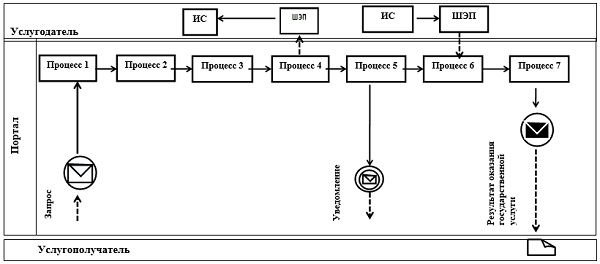 ИС
ШЭП
ИС
ШЭП
Услугодатель
Процесс 1
Процесс 2
Процесс 3
Процесс 4
Процесс 5
Процесс 6
Процесс 7
Портал
Запрос
Уведомление
Результат оказания
государственной
услуги
Услугополучатель